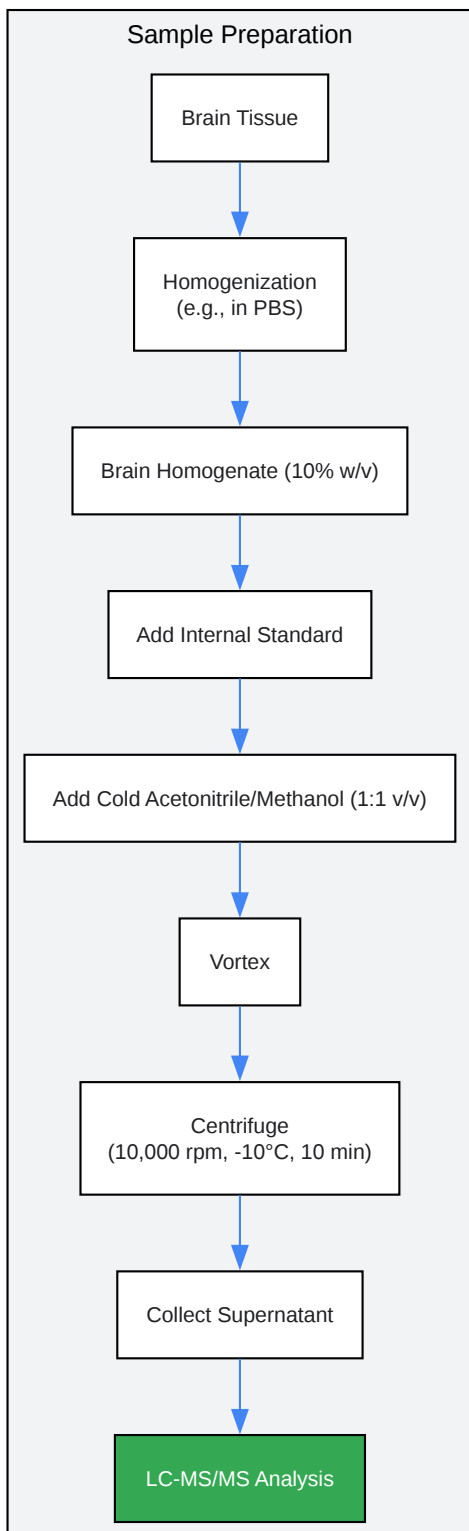 Sample Preparation
Brain Tissue
Homogenization
(e.g., in PBS)
Brain Homogenate (10% w/v)
Add Internal Standard
Add Cold Acetonitrile/Methanol (1:1 v/v)
Vortex
Centrifuge
(10,000 rpm, -10°C, 10 min)
Collect Supernatant
LC-MS/MS Analysis